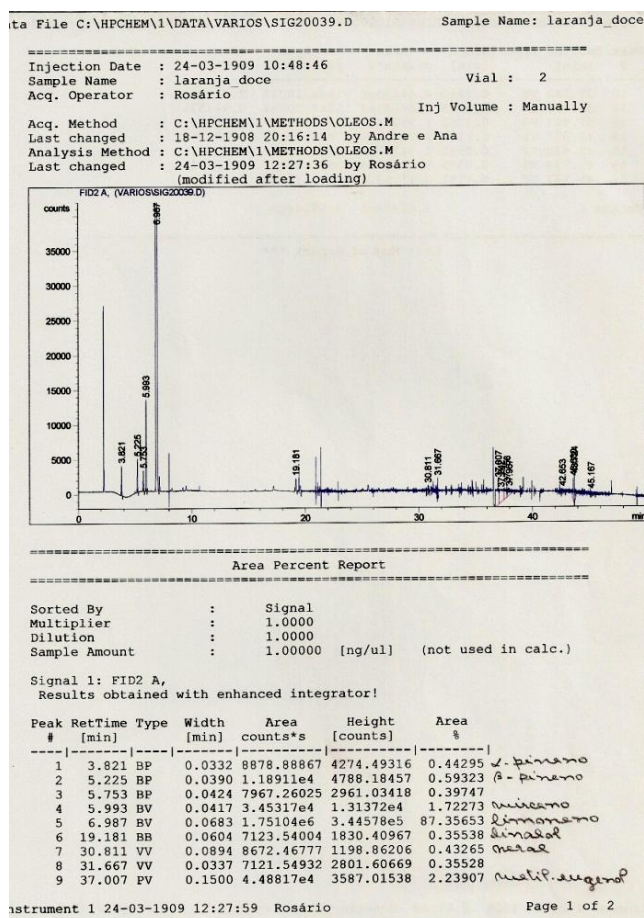 ta File C:\HPCHEM\1\DATA\VARIOS\SIG20039.D Sample Name: laranja_doce
=====================================================================
Injection Date : 24-03-1909 10:48:46
Sample Name : laranja_doce Vial : 2
Acq. Operator : Rosário
Inj Volume : Manually
Acq. Method : C:\HPCHEM\1\METHODS\OLEOS.M
Last changed : 18-12-1908 20:16:14 by Andre e Ana
Analysis Method : C:\HPCHEM\1\METHODS\OLEOS.M
Last changed : 24-03-1909 12:27:36 by Rosário
(modified after loading)
FID2 A, (VARIOS\SIG20039.D)
counts
6.987
35000
30000
25000
20000
15000
5.993
10000
5000
3.821
5.225
5.753
19.181
30.811
31.667
37.007
42.653
45.167
0
0 10 20 30 40 min
=====================================================================
Area Percent Report
=====================================================================
Sorted By : Signal
Multiplier : 1.0000
Dilution : 1.0000
Sample Amount : 1.00000 [ng/ul] (not used in calc.)
Signal 1: FID2 A,
Results obtained with enhanced integrator!
Peak RetTime Type Width Area Height Area
# [min] [min] counts*s [counts] %
----|-------|----|-------|----------|----------|--------|
1 3.821 BP 0.0332 8878.88867 4274.49316 0.44295 α-pineno
2 5.225 BP 0.0390 1.18911e4 4788.18457 0.59323 β-pineno
3 5.753 BP 0.0424 7967.26025 2961.03418 0.39747
4 5.993 BV 0.0417 3.45317e4 1.31372e4 1.72273 mirceno
5 6.987 BV 0.0683 1.75104e6 3.44578e5 87.35653 limoneno
6 19.181 BB 0.0604 7123.54004 1830.40967 0.35538 linalol
7 30.811 VV 0.0894 8672.46777 1198.86206 0.43265 neral
8 31.667 VV 0.0337 7121.54932 2801.60669 0.35528
9 37.007 PV 0.1500 4.48817e4 3587.01538 2.23907 metil-eugenol
nstrument 1 24-03-1909 12:27:59 Rosário Page 1 of 2